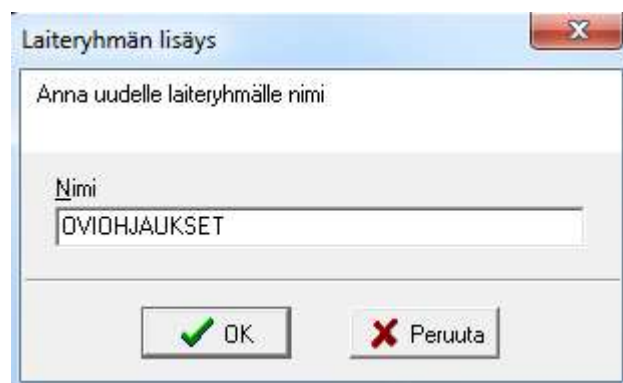 Laiteryhmän lisäys
Anna uudelle laiteryhmälle nimi
Nimi
OVIOHJAUKSET
OK
Peruuta